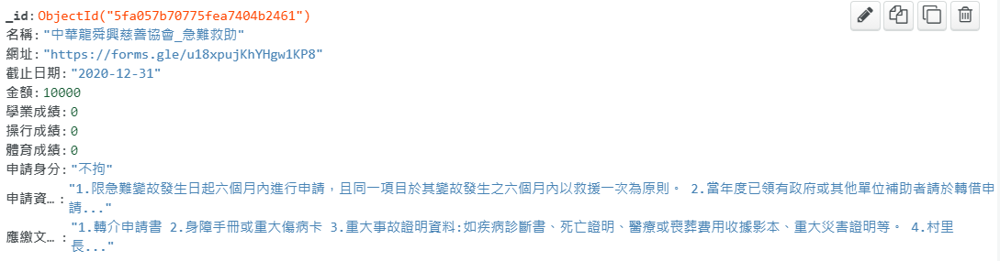 _id: ObjectId("5fa057b70775fea7404b2461")
名稱: "中華龍舜興慈善協會_急難救助"
網址: "https://forms.gle/u18xpujKhYHgw1KP8"
截止日期: "2020-12-31"
金額: 10000
學業成績: 0
操行成績: 0
體育成績: 0
申請身分: "不拘"
申請資… : "1.限急難變故發生日起六個月內進行申請，且同一項目於其變故發生之六個月內以救援一次為原則。 2.當年度已領有政府或其他單位補助者請於轉借申
請..."
應繳文… : "1.轉介申請書 2.身障手冊或重大傷病卡 3.重大事故證明資料:如疾病診斷書、死亡證明、醫療或喪葬費用收據影本、重大災害證明等。 4.村里
長..."